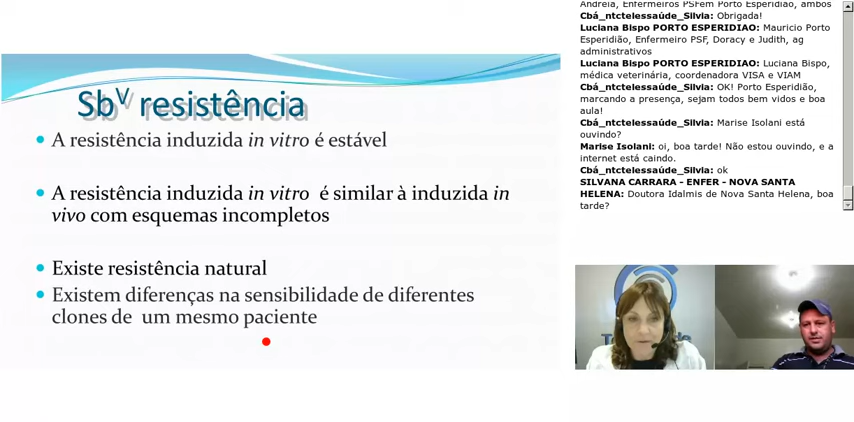 Sbⱽ resistência
A resistência induzida in vitro é estável
A resistência induzida in vitro é similar à induzida in
vivo com esquemas incompletos
Existe resistência natural
Existem diferenças na sensibilidade de diferentes
clones de um mesmo paciente
Andréia, Enfermeiros PSFem Porto Esperidião, ambos
Cbá_ntctelessaúde_Silvia: Obrigada!
Luciana Bispo PORTO ESPERIDIAO: Mauricio Porto
Esperidião, Enfermeiro PSF, Doracy e Judith, ag
administrativos
Luciana Bispo PORTO ESPERIDIAO: Luciana Bispo,
médica veterinária, coordenadora VISA e VIAM
Cbá_ntctelessaúde_Silvia: OK! Porto Esperidião,
marcando a presença, sejam todos bem vidos e boa
aula!
Cbá_ntctelessaúde_Silvia: Marise Isolani está
ouvindo?
Marise Isolani: oi, boa tarde! Não estou ouvindo, e a
internet está caindo.
Cbá_ntctelessaúde_Silvia: ok
SILVANA CARRARA - ENFER - NOVA SANTA
HELENA: Doutora Idalmis de Nova Santa Helena, boa
tarde?